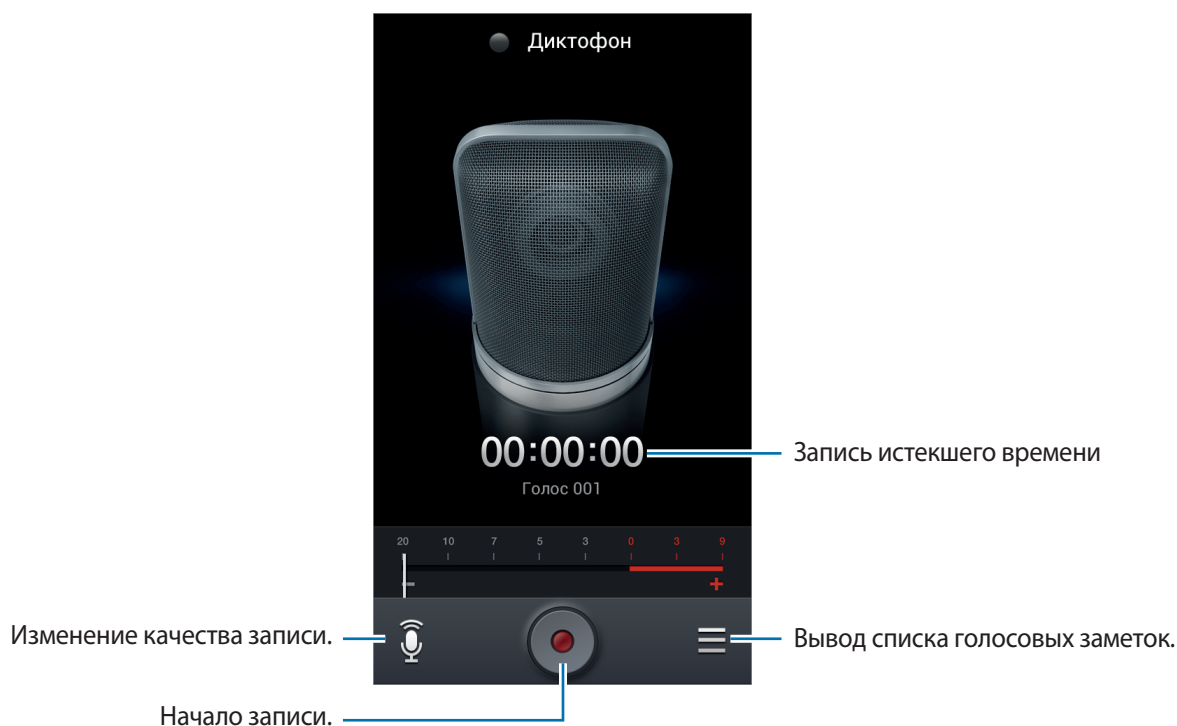 Диктофон
00:00:00
Запись истекшего времени
Голос 001
20 10 7 5 3 0 3 9
− +
Изменение качества записи.
Вывод списка голосовых заметок.
Начало записи.